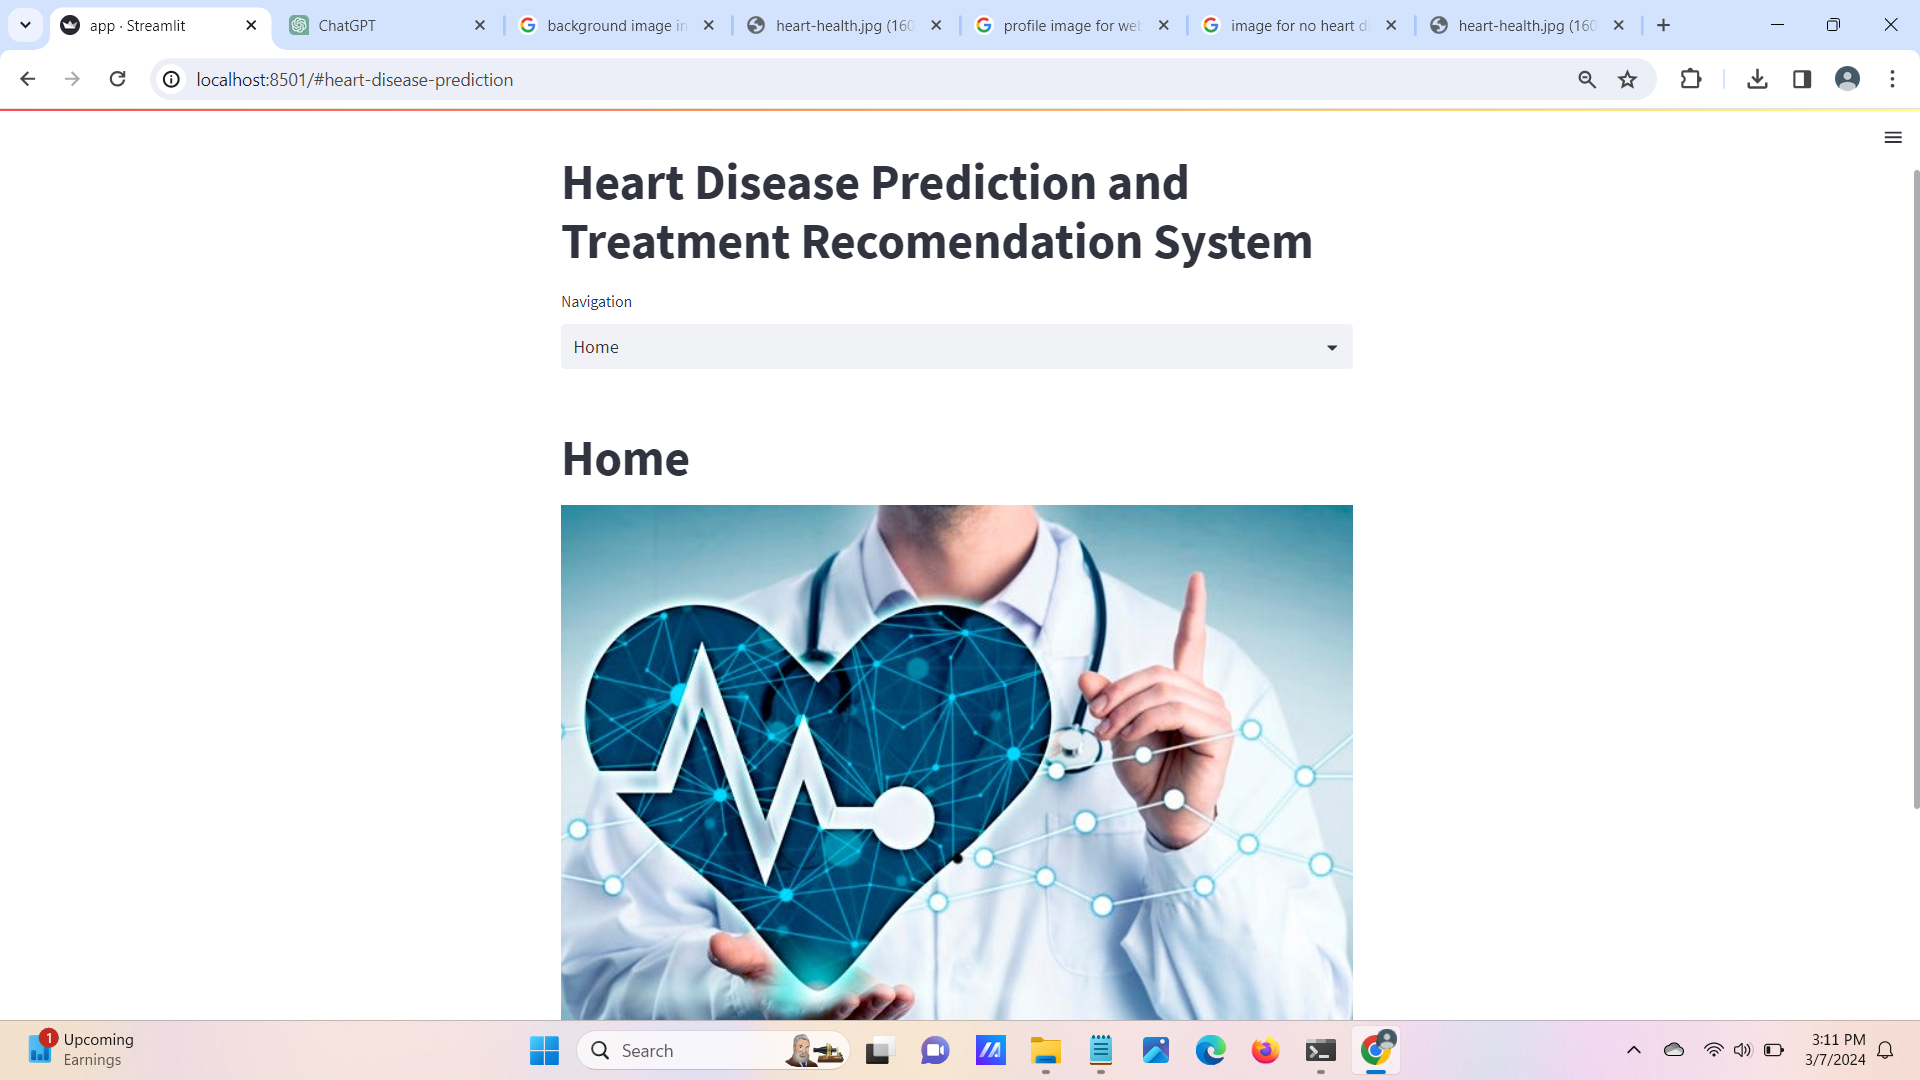 app · Streamlit
ChatGPT
background image in
heart-health.jpg (160
profile image for web
image for no heart di
heart-health.jpg (160
localhost:8501/#heart-disease-prediction
Heart Disease Prediction and
Treatment Recomendation System
Navigation
Home
Home
1
Upcoming
Earnings
Search
3:11 PM
3/7/2024